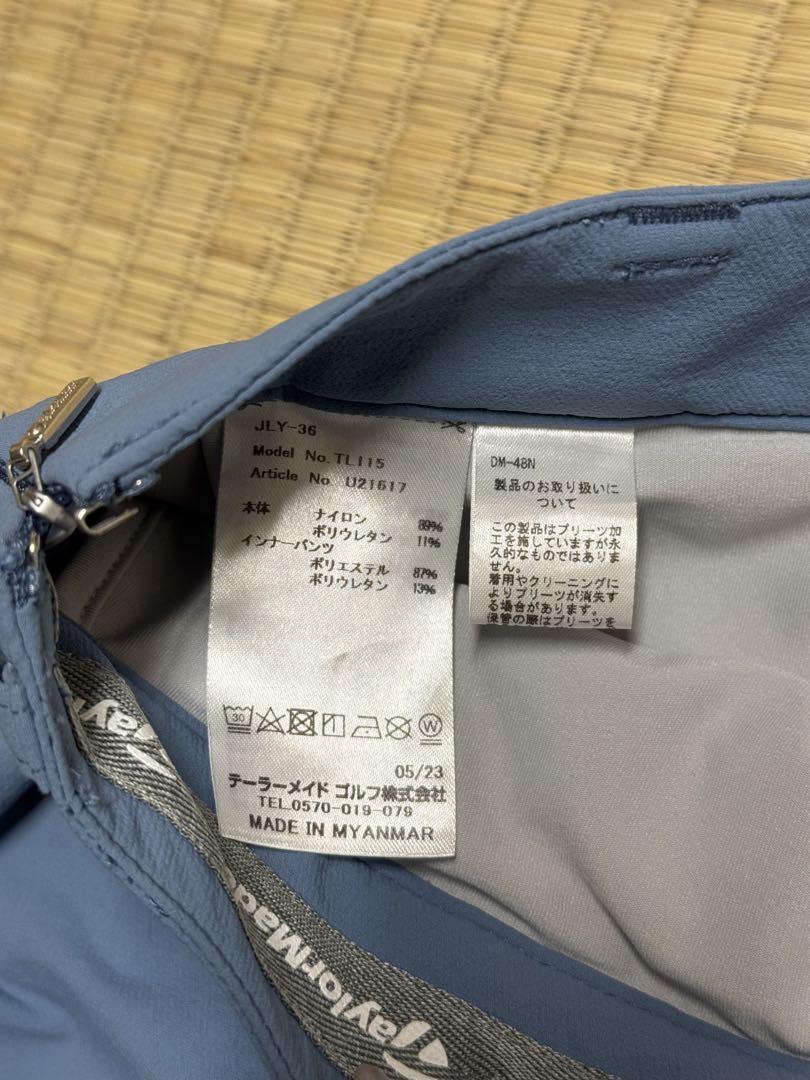 JLY-36
Model No. TL115
Article No. U21617
本体 ナイロン 89%
ポリウレタン 11%
インナーパンツ
ポリエステル 87%
ポリウレタン 13%
30
W
05/23
テーラーメイド ゴルフ株式会社
TEL.0570-019-079
MADE IN MYANMAR
DM-48N
製品のお取り扱いに
ついて
この製品はプリーツ加
工を施していますが永
久的なものではありま
せん。
着用やクリーニングに
よりプリーツが消失す
る場合があります。
保管の際はプリーツを
TaylorMade
TaylorMade